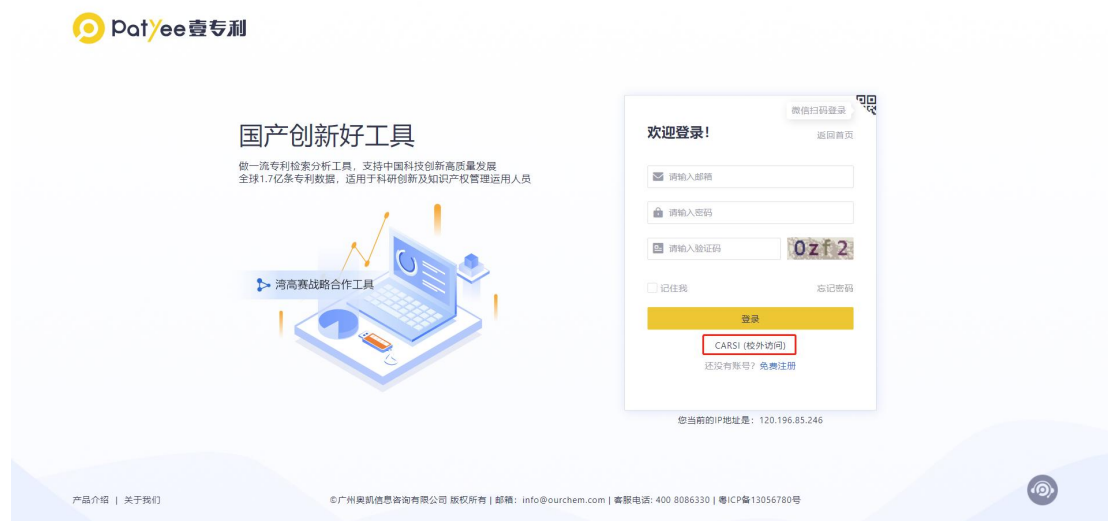 Patyee壹专利
微信扫码登录
国产创新好工具
欢迎登录！
返回首页
做一流专利检索分析工具，支持中国科技创新高质量发展
全球1.7亿条专利数据，适用于科研创新及知识产权管理运用人员
请输入邮箱
请输入密码
请输入验证码
0zf2
湾高赛战略合作工具
记住我
忘记密码
登录
CARSI (校外访问)
还没有账号？免费注册
您当前的IP地址是：120.196.85.246
产品介绍 | 关于我们
©广州奥凯信息咨询有限公司 版权所有 | 邮箱：info@ourchem.com | 客服电话: 400 8086330 | 粤ICP备13056780号